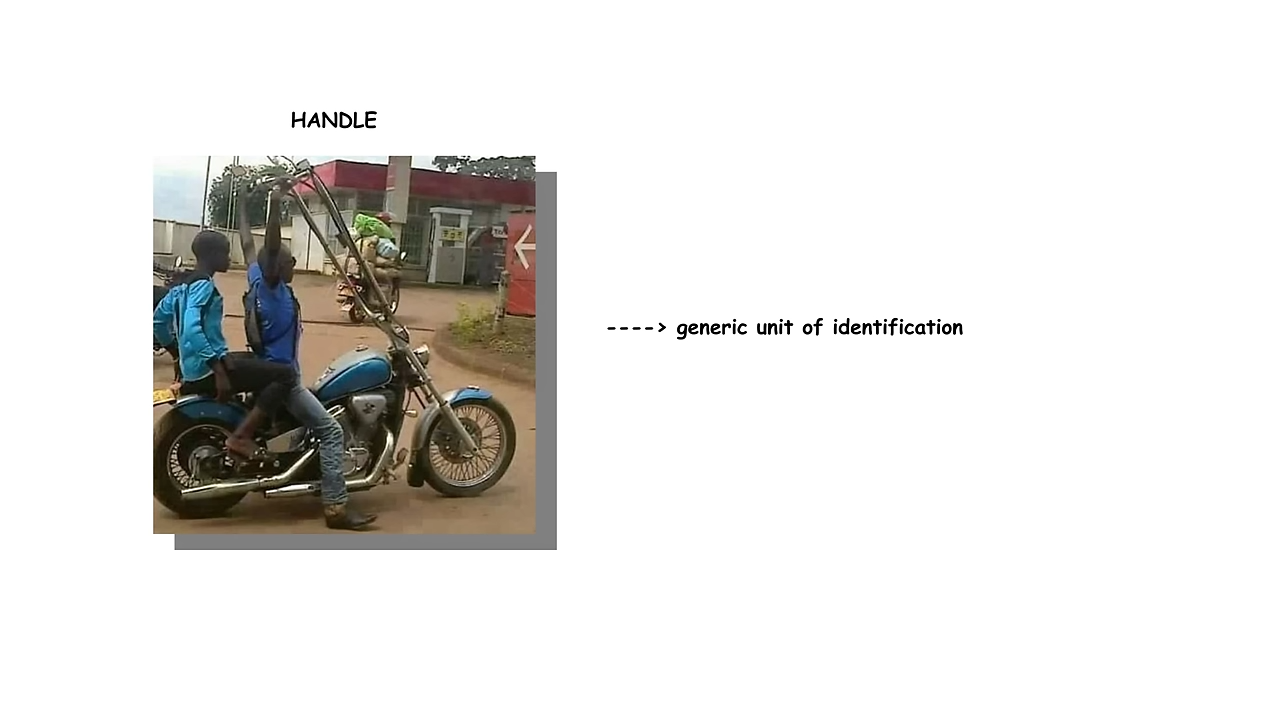 HANDLE
----> generic unit of identification